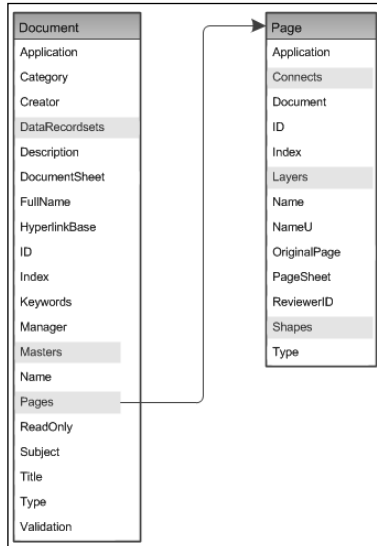 Document
Application
Category
Creator
DataRecordsets
Description
DocumentSheet
FullName
HyperlinkBase
ID
Index
Keywords
Manager
Masters
Name
Pages
ReadOnly
Subject
Title
Type
Validation
Page
Application
Connects
Document
ID
Index
Layers
Name
NameU
OriginalPage
PageSheet
ReviewerID
Shapes
Type